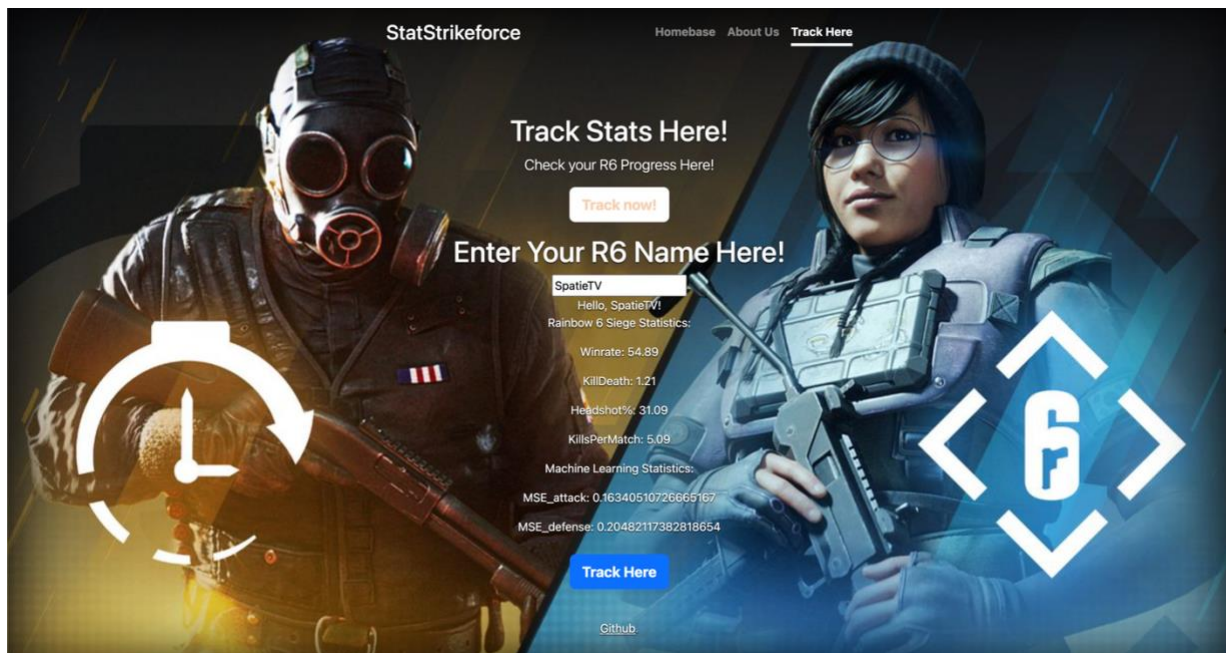 StatStrikeforce
Homebase About Us Track Here
Track Stats Here!
Check your R6 Progress Here!
Track now!
Enter Your R6 Name Here!
SpatieTV
Hello, SpatieTV!
Rainbow 6 Siege Statistics:
Winrate: 54.89
KillDeath: 1.21
Headshot%: 31.09
KillsPerMatch: 5.09
Machine Learning Statistics:
MSE_attack: 0.16340510726665167
MSE_defense: 0.20482117382818654
Track Here
Github
6
r